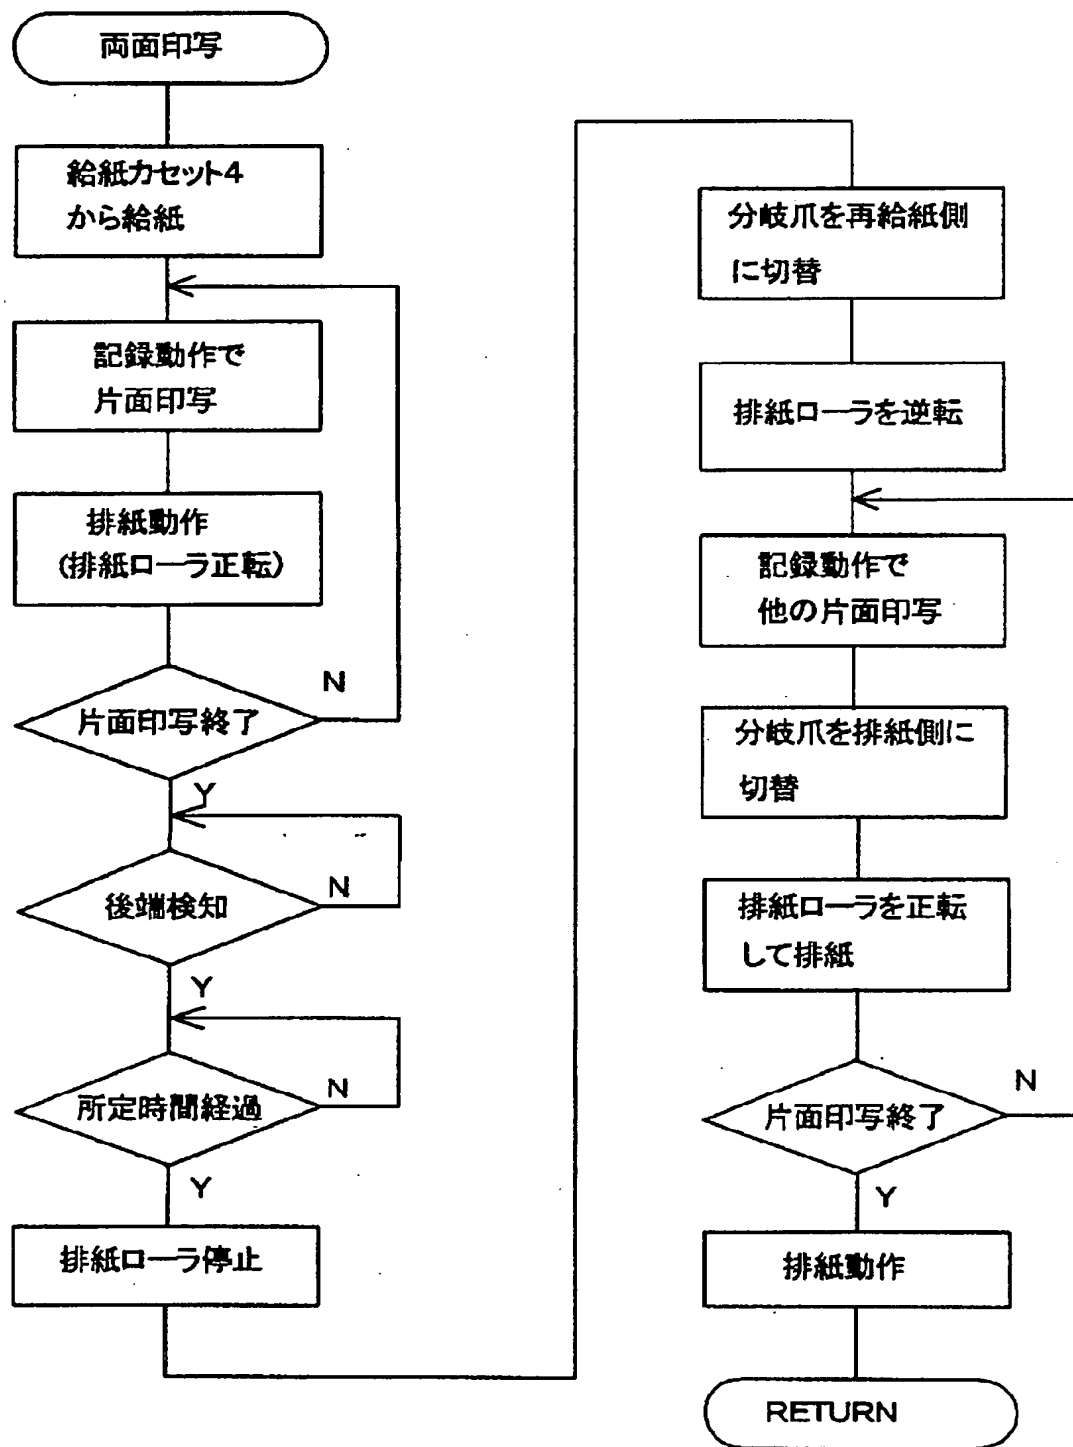 両面印写
給紙カセット4
から給紙
記録動作で
片面印写
排紙動作
(排紙ローラ正転)
片面印写終了
N
Y
後端検知
N
Y
所定時間経過
N
Y
排紙ローラ停止
分岐爪を再給紙側
に切替
排紙ローラを逆転
記録動作で
他の片面印写
分岐爪を排紙側に
切替
排紙ローラを正転
して排紙
片面印写終了
N
Y
排紙動作
RETURN